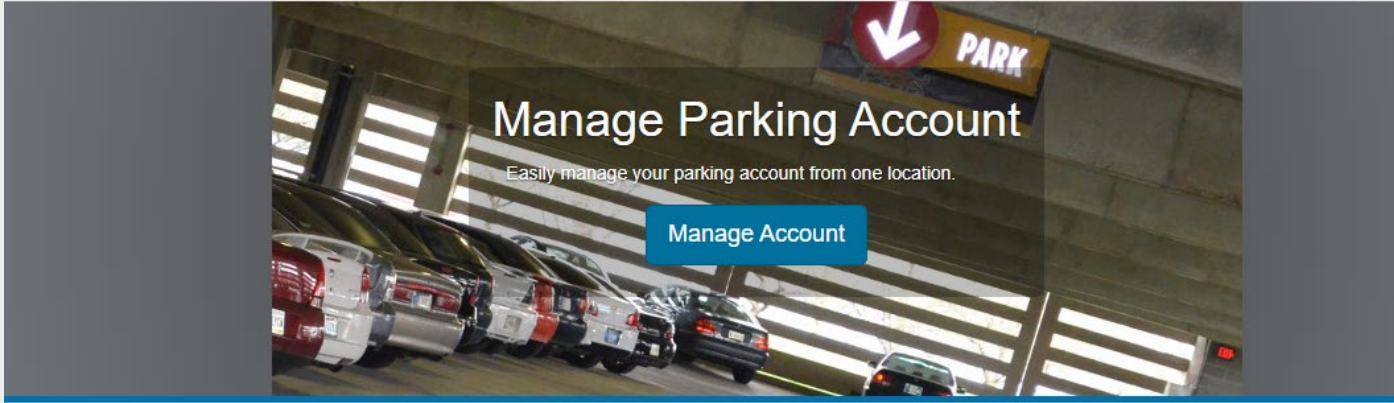 PARK
Manage Parking Account
Easily manage your parking account from one location.
Manage Account